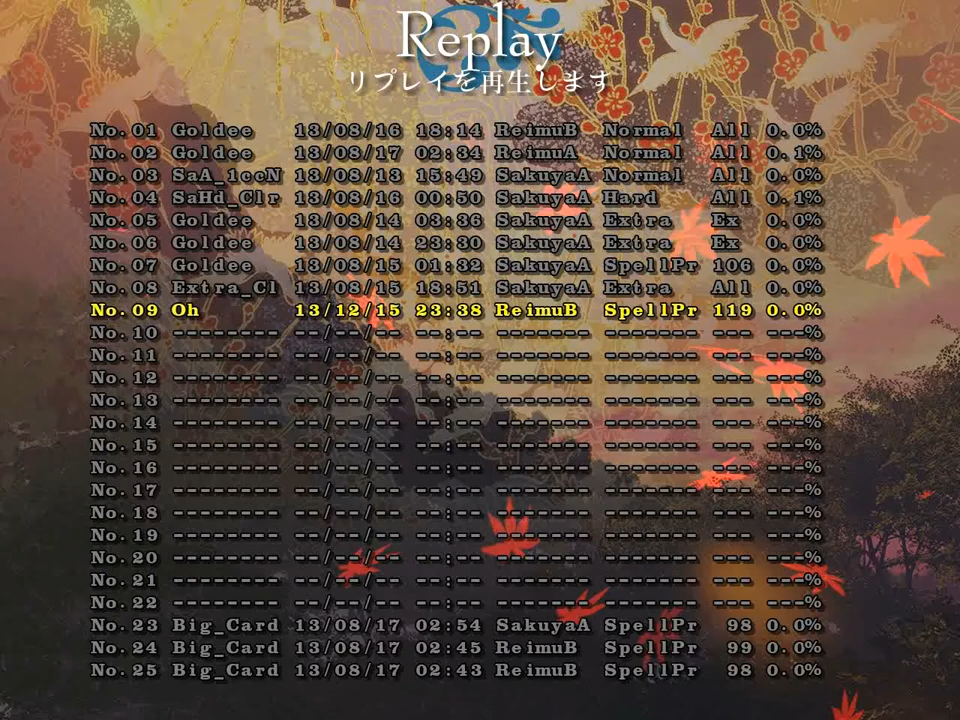 Replay
リプレイを再生します
No.01 Goldee 13/08/16 18:14 ReimuB Normal All 0.0%
No.02 Goldee 13/08/17 02:34 ReimuA Normal All 0.1%
No.03 SaA_1ccN 13/08/13 15:49 SakuyaA Normal All 0.0%
No.04 SaHd_Clr 13/08/16 00:50 SakuyaA Hard All 0.1%
No.05 Goldee 13/08/14 03:36 SakuyaA Extra Ex 0.0%
No.06 Goldee 13/08/14 23:30 SakuyaA Extra Ex 0.0%
No.07 Goldee 13/08/15 01:32 SakuyaA SpellPr 106 0.0%
No.08 Extra_Cl 13/08/15 18:51 SakuyaA Extra All 0.0%
No.09 Oh 13/12/15 23:38 ReimuB SpellPr 119 0.0%
No.10 -------- --/--/-- --:-- ------- ------- --- ---%
No.11 -------- --/--/-- --:-- ------- ------- --- ---%
No.12 -------- --/--/-- --:-- ------- ------- --- ---%
No.13 -------- --/--/-- --:-- ------- ------- --- ---%
No.14 -------- --/--/-- --:-- ------- ------- --- ---%
No.15 -------- --/--/-- --:-- ------- ------- --- ---%
No.16 -------- --/--/-- --:-- ------- ------- --- ---%
No.17 -------- --/--/-- --:-- ------- ------- --- ---%
No.18 -------- --/--/-- --:-- ------- ------- --- ---%
No.19 -------- --/--/-- --:-- ------- ------- --- ---%
No.20 -------- --/--/-- --:-- ------- ------- --- ---%
No.21 -------- --/--/-- --:-- ------- ------- --- ---%
No.22 -------- --/--/-- --:-- ------- ------- --- ---%
No.23 Big_Card 13/08/17 02:54 SakuyaA SpellPr 98 0.0%
No.24 Big_Card 13/08/17 02:45 ReimuB SpellPr 99 0.0%
No.25 Big_Card 13/08/17 02:43 ReimuB SpellPr 98 0.0%